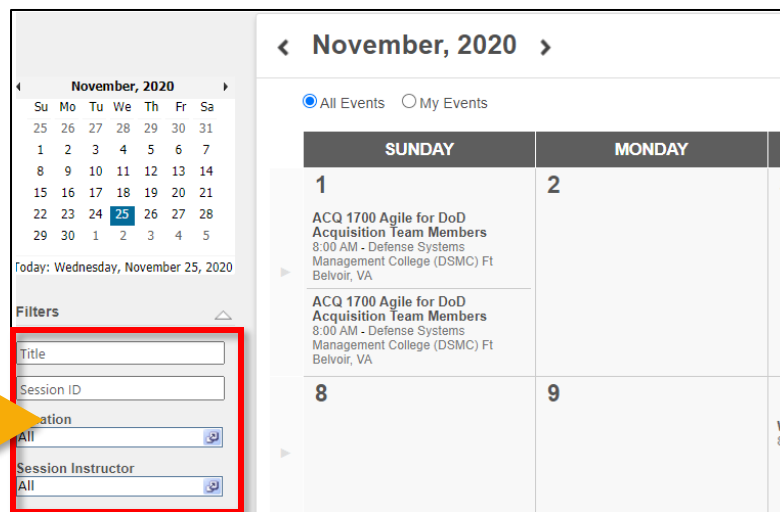 November, 2020
Su Mo Tu We Th Fr Sa
25 26 27 28 29 30 31
1 2 3 4 5 6 7
8 9 10 11 12 13 14
15 16 17 18 19 20 21
22 23 24 25 26 27 28
29 30 1 2 3 4 5
Today: Wednesday, November 25, 2020
Filters
Title
Session ID
All
Session Instructor
All
November, 2020
All Events My Events
SUNDAY MONDAY
1 2
ACQ 1700 Agile for DoD
Acquisition Team Members
8:00 AM - Defense Systems
Management College (DSMC) Ft
Belvoir, VA
ACQ 1700 Agile for DoD
Acquisition Team Members
8:00 AM - Defense Systems
Management College (DSMC) Ft
Belvoir, VA
8 9